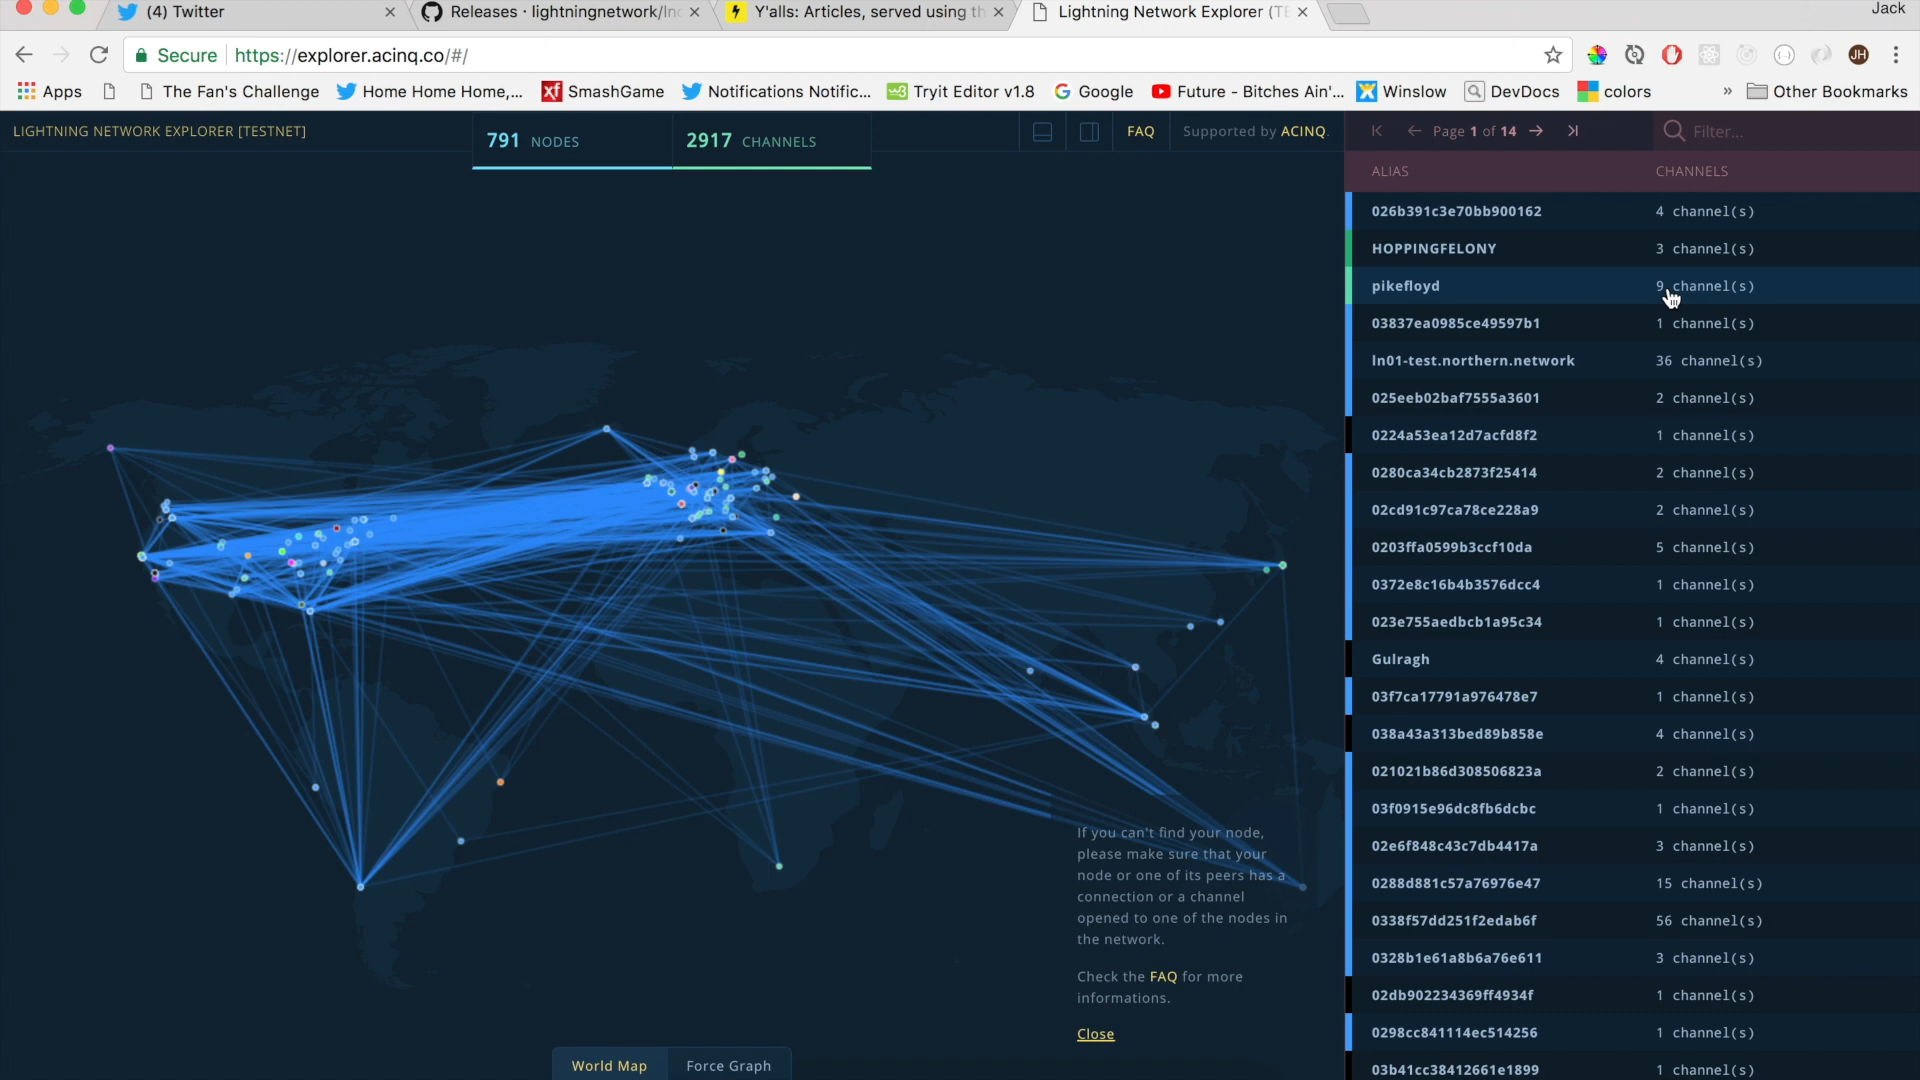 (4) Twitter
Releases · lightningnetwork/lnd
Y'alls: Articles, served using th
Lightning Network Explorer (TE
Jack
Secure
https://explorer.acinq.co/#/
JH
Apps
The Fan's Challenge
Home Home Home,...
xf SmashGame
Notifications Notific...
w3 Tryit Editor v1.8
Google
Future - Bitches Ain'...
Winslow
DevDocs
colors
»
Other Bookmarks
LIGHTNING NETWORK EXPLORER [TESTNET]
791 NODES
2917 CHANNELS
FAQ
Supported by ACINQ.
Page 1 of 14
Filter...
ALIAS CHANNELS
026b391c3e70bb900162 4 channel(s)
HOPPINGFELONY 3 channel(s)
pikefloyd 9 channel(s)
03837ea0985ce49597b1 1 channel(s)
ln01-test.northern.network 36 channel(s)
025eeb02baf7555a3601 2 channel(s)
0224a53ea12d7acfd8f2 1 channel(s)
0280ca34cb2873f25414 2 channel(s)
02cd91c97ca78ce228a9 2 channel(s)
0203ffa0599b3ccf10da 5 channel(s)
0372e8c16b4b3576dcc4 1 channel(s)
023e755aedbcb1a95c34 1 channel(s)
Gulragh 4 channel(s)
03f7ca17791a976478e7 1 channel(s)
038a43a313bed89b858e 4 channel(s)
021021b86d308506823a 2 channel(s)
03f0915e96dc8fb6dcbc 1 channel(s)
02e6f848c43c7db4417a 3 channel(s)
0288d881c57a76976e47 15 channel(s)
0338f57dd251f2edab6f 56 channel(s)
0328b1e61a8b6a76e611 3 channel(s)
02db902234369ff4934f 1 channel(s)
0298cc841114ec514256 1 channel(s)
03b41cc38412661e1899 1 channel(s)
If you can't find your node,
please make sure that your
node or one of its peers has a
connection or a channel
opened to one of the nodes in
the network.
Check the FAQ for more
informations.
Close
World Map
Force Graph